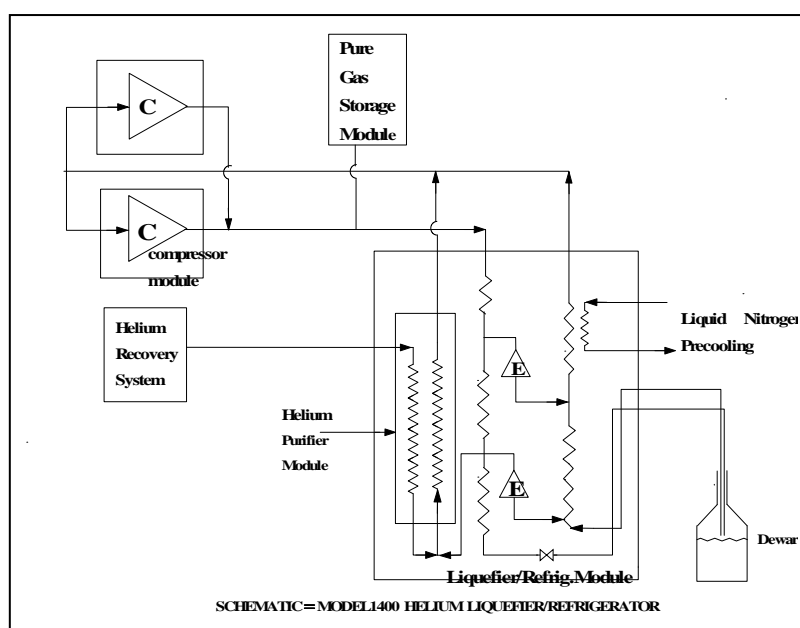 Pure
Gas
Storage
Module
C
C
compressor
module
Helium
Recovery
System
Helium
Purifier
Module
E
E
Liquid Nitrogen
Precooling
Dewar
Liquefier/Refrig.Module
SCHEMATIC= MODEL1400 HELIUM LIQUEFIER/REFRIGERATOR